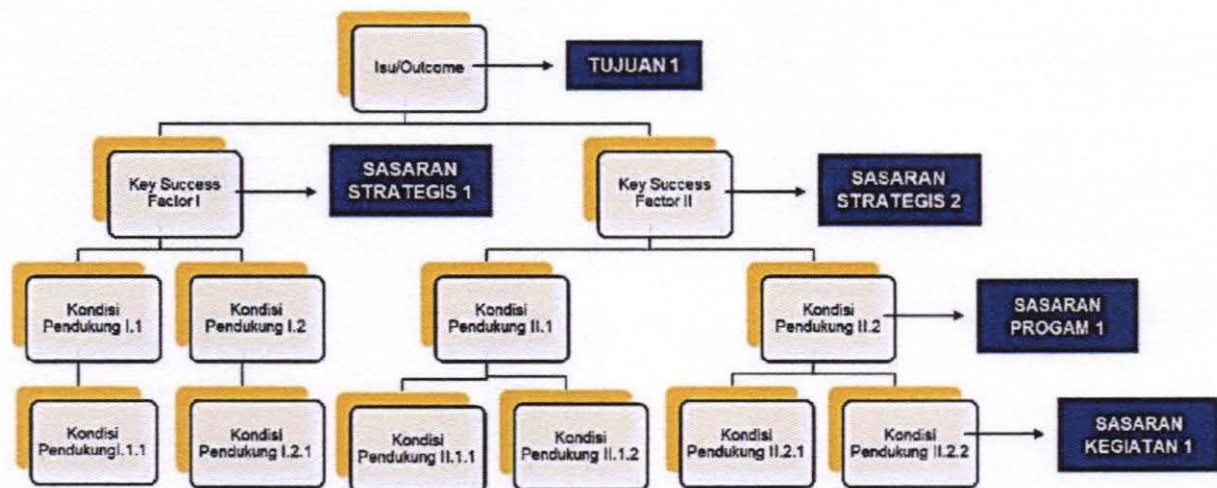 Isu/Outcome
TUJUAN 1
Key Success
Factor I
SASARAN
STRATEGIS 1
Key Success
Factor II
SASARAN
STRATEGIS 2
Kondisi
Pendukung I.1
Kondisi
Pendukung I.2
Kondisi
Pendukung II.1
Kondisi
Pendukung II.2
SASARAN
PROGAM 1
Kondisi
PendukungI.1.1
Kondisi
Pendukung I.2.1
Kondisi
Pendukung II.1.1
Kondisi
Pendukung II.1.2
Kondisi
Pendukung II.2.1
Kondisi
Pendukung II.2.2
SASARAN
KEGIATAN 1